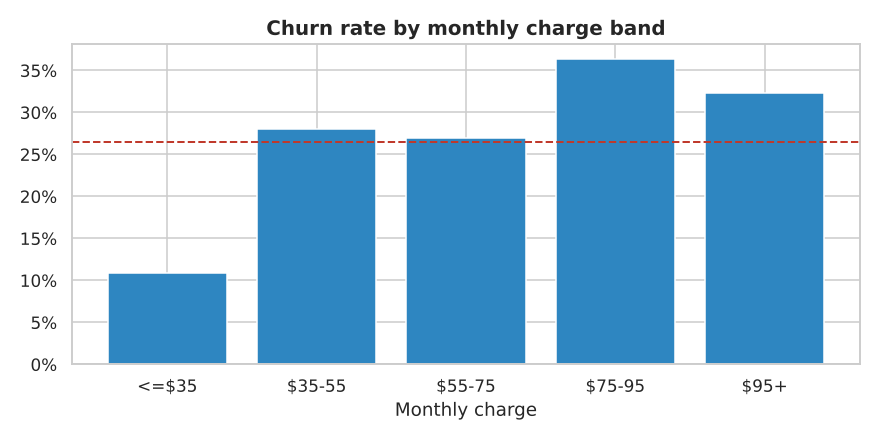 Churn rate by monthly charge band
35%
30%
25%
20%
15%
10%
5%
0%
<=$35 $35-55 $55-75 $75-95 $95+
Monthly charge